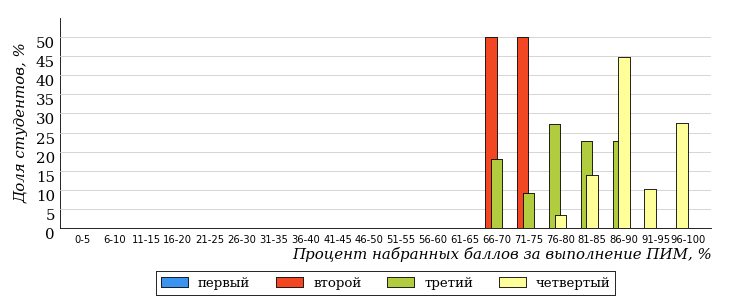 Доля студентов, %
50
45
40
35
30
25
20
15
10
5
0
0-5 6-10 11-15 16-20 21-25 26-30 31-35 36-40 41-45 46-50 51-55 56-60 61-65 66-70 71-75 76-80 81-85 86-90 91-95 96-100
Процент набранных баллов за выполнение ПИМ, %
первый второй третий четвертый